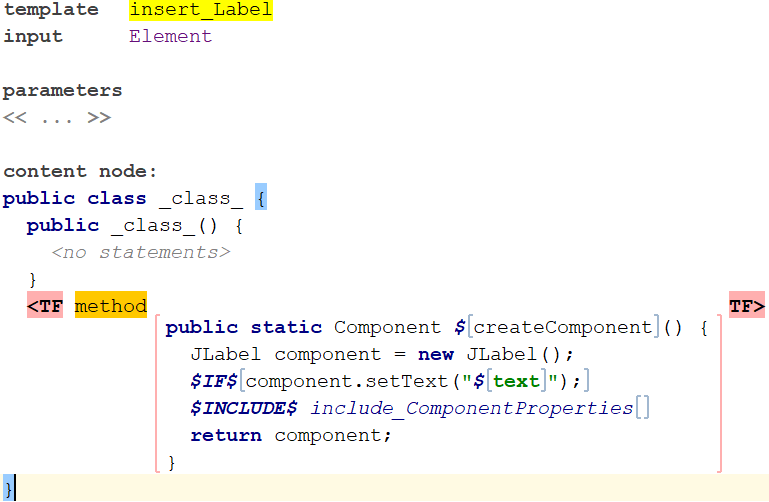 template insert_Label
input Element
parameters
<< ... >>
content node:
public class _class_ {
public _class_() {
<no statements>
}
<TF method TF>
public static Component $[createComponent]() {
JLabel component = new JLabel();
$IF$[component.setText("$[text]");]
$INCLUDE$ include_ComponentProperties[]
return component;
}
}